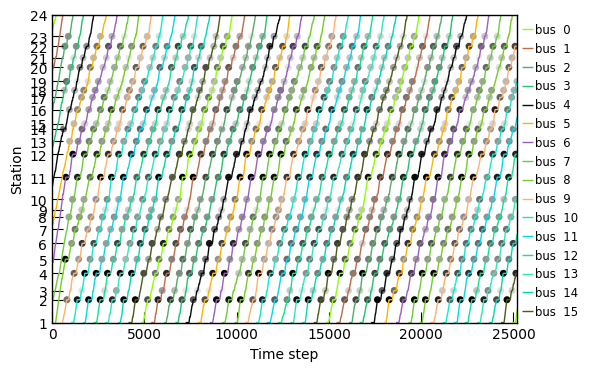 24
23
22
21
20
19
18
17
16
15
14
13
12
11
10
9
8
7
6
5
4
3
2
1
Station
0 5000 10000 15000 20000 25000
Time step
bus 0
bus 1
bus 2
bus 3
bus 4
bus 5
bus 6
bus 7
bus 8
bus 9
bus 10
bus 11
bus 12
bus 13
bus 14
bus 15